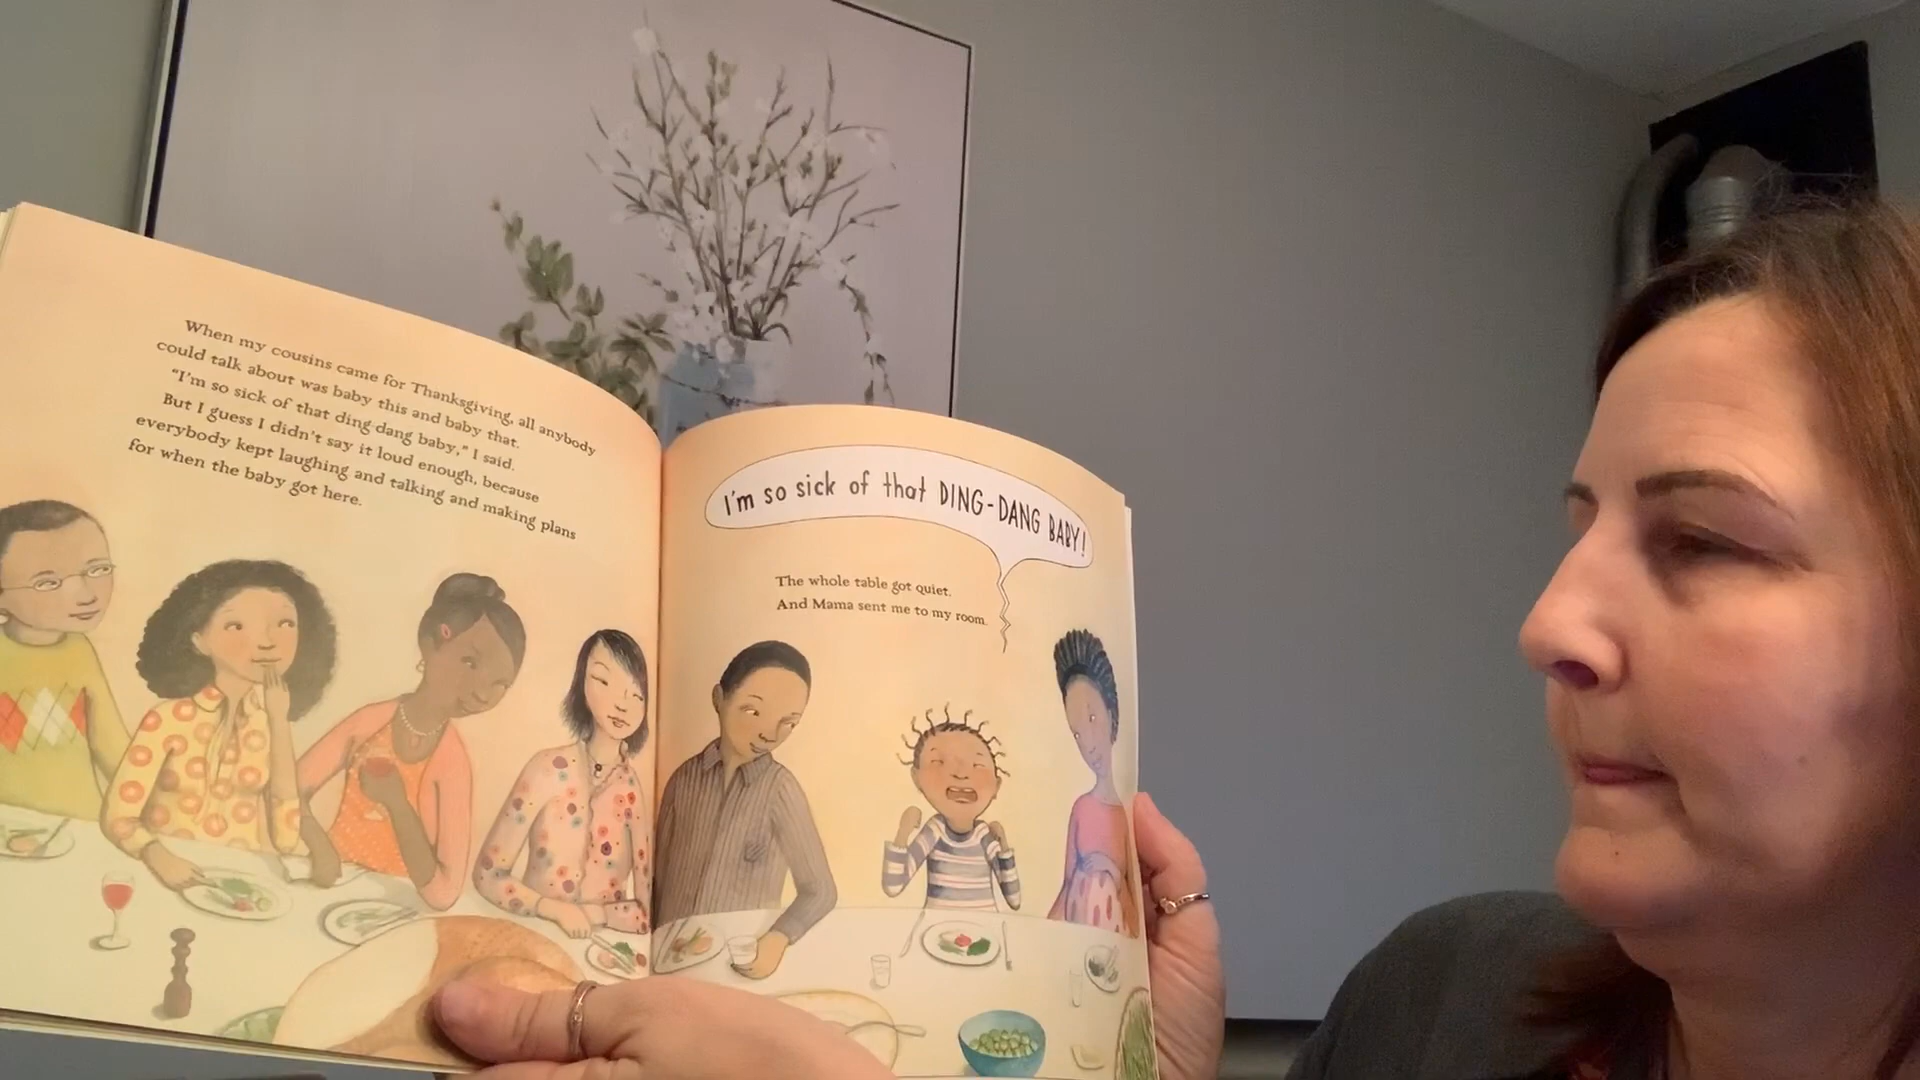 When my cousins came for Thanksgiving, all anybody
could talk about was baby this and baby that.
"I'm so sick of that ding-dang baby," I said.
But I guess I didn't say it loud enough, because
everybody kept laughing and talking and making plans
for when the baby got here.
I'm so sick of that DING-DANG BABY!
The whole table got quiet.
And Mama sent me to my room.